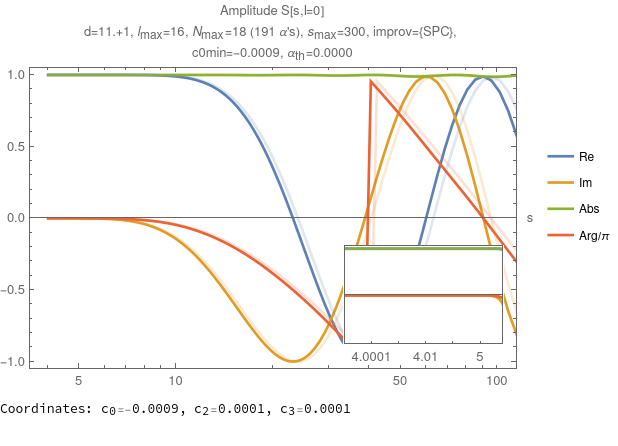 Amplitude S[s,l=0]
d=11.+1, lmax=16, Nmax=18 (191 α's), smax=300, improv={SPC},
c0min=−0.0009, αth=0.0000
1.0
0.5
0.0
−0.5
−1.0
5
10
50
100
s
4.0001
4.01
5
Re
Im
Abs
Arg/π
Coordinates: c0=−0.0009, c2=0.0001, c3=0.0001